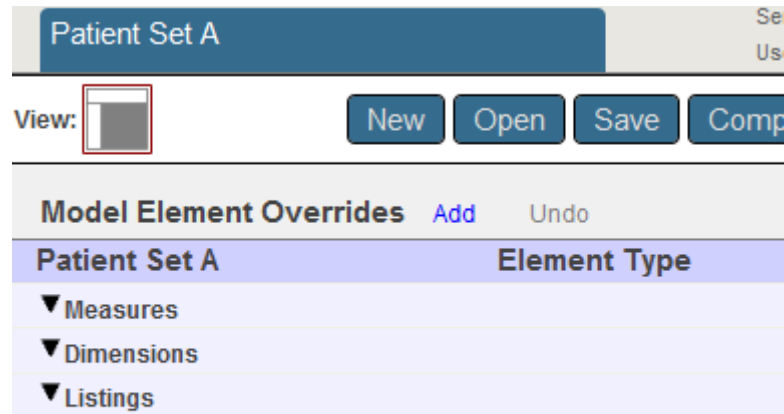 Patient Set A
View:
New Open Save
Model Element Overrides Add Undo
Patient Set A Element Type
Measures
Dimensions
Listings